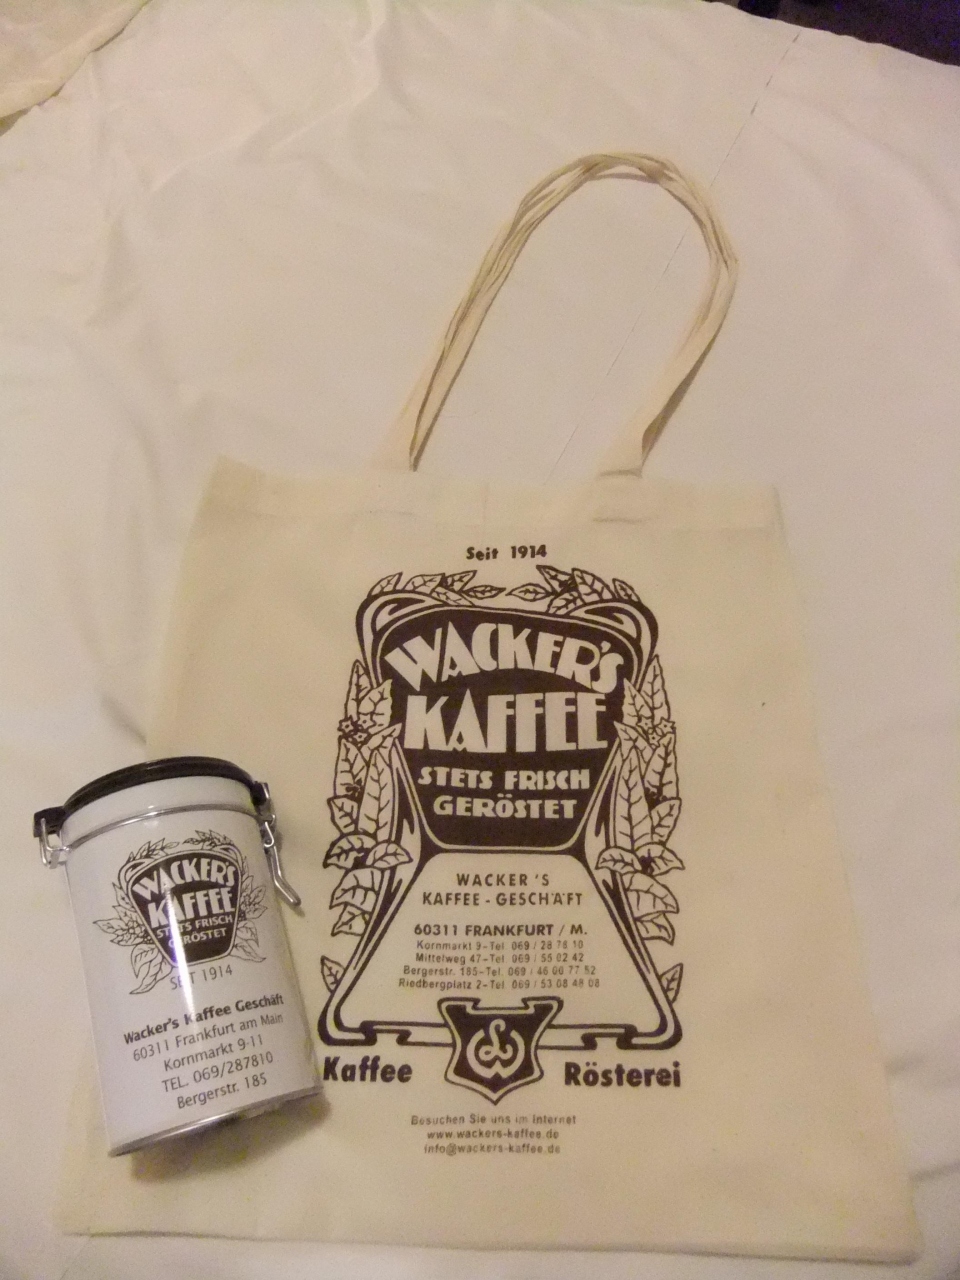 Seit 1914
WACKER'S
KAFFEE
STETS FRISCH
GERÖSTET
WACKER'S
KAFFEE-GESCHÄFT
60311 FRANKFURT / M.
Kornmarkt 9-Tel 069 / 28 78 10
Mittelweg 47-Tel 069 / 55 02 42
Bergerstr. 185-Tel. 069 / 46 00 77 52
Riedbergplatz 2-Tel 069 / 53 08 48 08
Kaffee Rösterei
Besuchen Sie uns im Internet
www.wackers-kaffee.de
info@wackers-kaffee.de
WACKER'S
KAFFEE
STETS FRISCH
GERÖSTET
SEIT 1914
Wacker's Kaffee Geschäft
60311 Frankfurt am Main
Kornmarkt 9-11
TEL. 069/287810
Bergerstr. 185